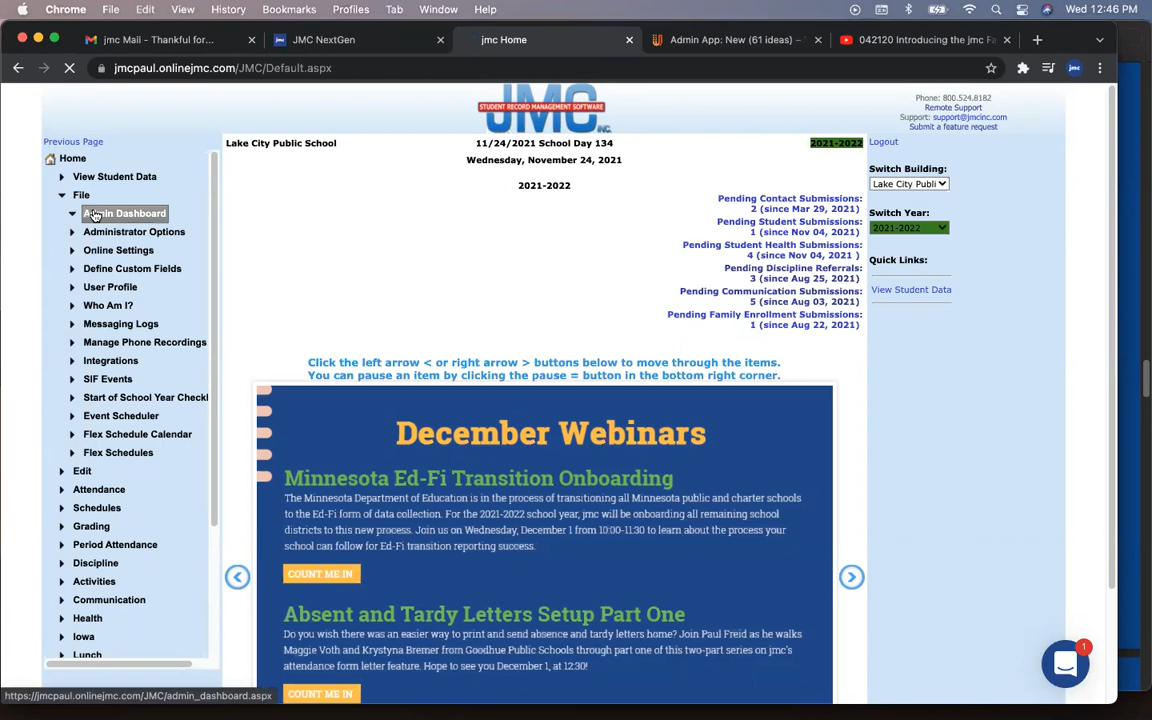 Chrome File Edit View History Bookmarks Profiles Tab Window Help Wed 12:46 PM
jmc Mail - Thankful for...
jmc JMC NextGen
jmc Home
Admin App: New (61 ideas) –
042120 Introducing the jmc Fa
jmcpaul.onlinejmc.com/JMC/Default.aspx
jmc
JMC
STUDENT RECORD MANAGEMENT SOFTWARE
INC.
Phone: 800.524.8182
Remote Support
Support: support@jmcinc.com
Submit a feature request
Previous Page
Home
View Student Data
File
Admin Dashboard
Administrator Options
Online Settings
Define Custom Fields
User Profile
Who Am I?
Messaging Logs
Manage Phone Recordings
Integrations
SIF Events
Start of School Year Checkl
Event Scheduler
Flex Schedule Calendar
Flex Schedules
Edit
Attendance
Schedules
Grading
Period Attendance
Discipline
Activities
Communication
Health
Iowa
Lunch
Lake City Public School
11/24/2021 School Day 134
2021-2022
Wednesday, November 24, 2021
2021-2022
Pending Contact Submissions:
2 (since Mar 29, 2021)
Pending Student Submissions:
1 (since Nov 04, 2021)
Pending Student Health Submissions:
4 (since Nov 04, 2021 )
Pending Discipline Referrals:
3 (since Aug 25, 2021)
Pending Communication Submissions:
5 (since Aug 03, 2021)
Pending Family Enrollment Submissions:
1 (since Aug 22, 2021)
Click the left arrow < or right arrow > buttons below to move through the items.
You can pause an item by clicking the pause = button in the bottom right corner.
December Webinars
Minnesota Ed-Fi Transition Onboarding
The Minnesota Department of Education is in the process of transitioning all Minnesota public and charter schools
to the Ed-Fi form of data collection. For the 2021-2022 school year, jmc will be onboarding all remaining school
districts to this new process. Join us on Wednesday, December 1 from 10:00-11:30 to learn about the process your
school can follow for Ed-Fi transition reporting success.
COUNT ME IN
Absent and Tardy Letters Setup Part One
Do you wish there was an easier way to print and send absence and tardy letters home? Join Paul Freid as he walks
Maggie Voth and Krystyna Bremer from Goodhue Public Schools through part one of this two-part series on jmc's
attendance form letter feature. Hope to see you December 1, at 12:30!
COUNT ME IN
Logout
Switch Building:
Lake City Publi
Switch Year:
2021-2022
Quick Links:
View Student Data
1
https://jmcpaul.onlinejmc.com/JMC/admin_dashboard.aspx